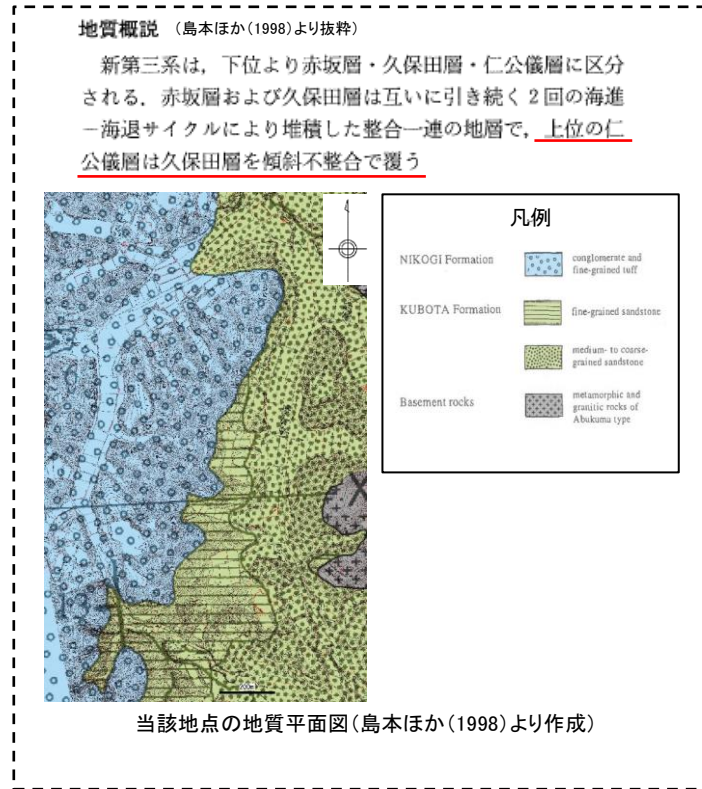 地質概説 （島本ほか（1998）より抜粋）
新第三系は，下位より赤坂層・久保田層・仁公儀層に区分
される．赤坂層および久保田層は互いに引き続く2回の海進
－海退サイクルにより堆積した整合一連の地層で，上位の仁
公儀層は久保田層を傾斜不整合で覆う
凡例
NIKOGI Formation
conglomerate and
fine-grained tuff
KUBOTA Formation
fine-grained sandstone
medium- to coarse-
grained sandstone
Basement rocks
metamorphic and
granitic rocks of
Abukuma type
当該地点の地質平面図（島本ほか（1998）より作成）